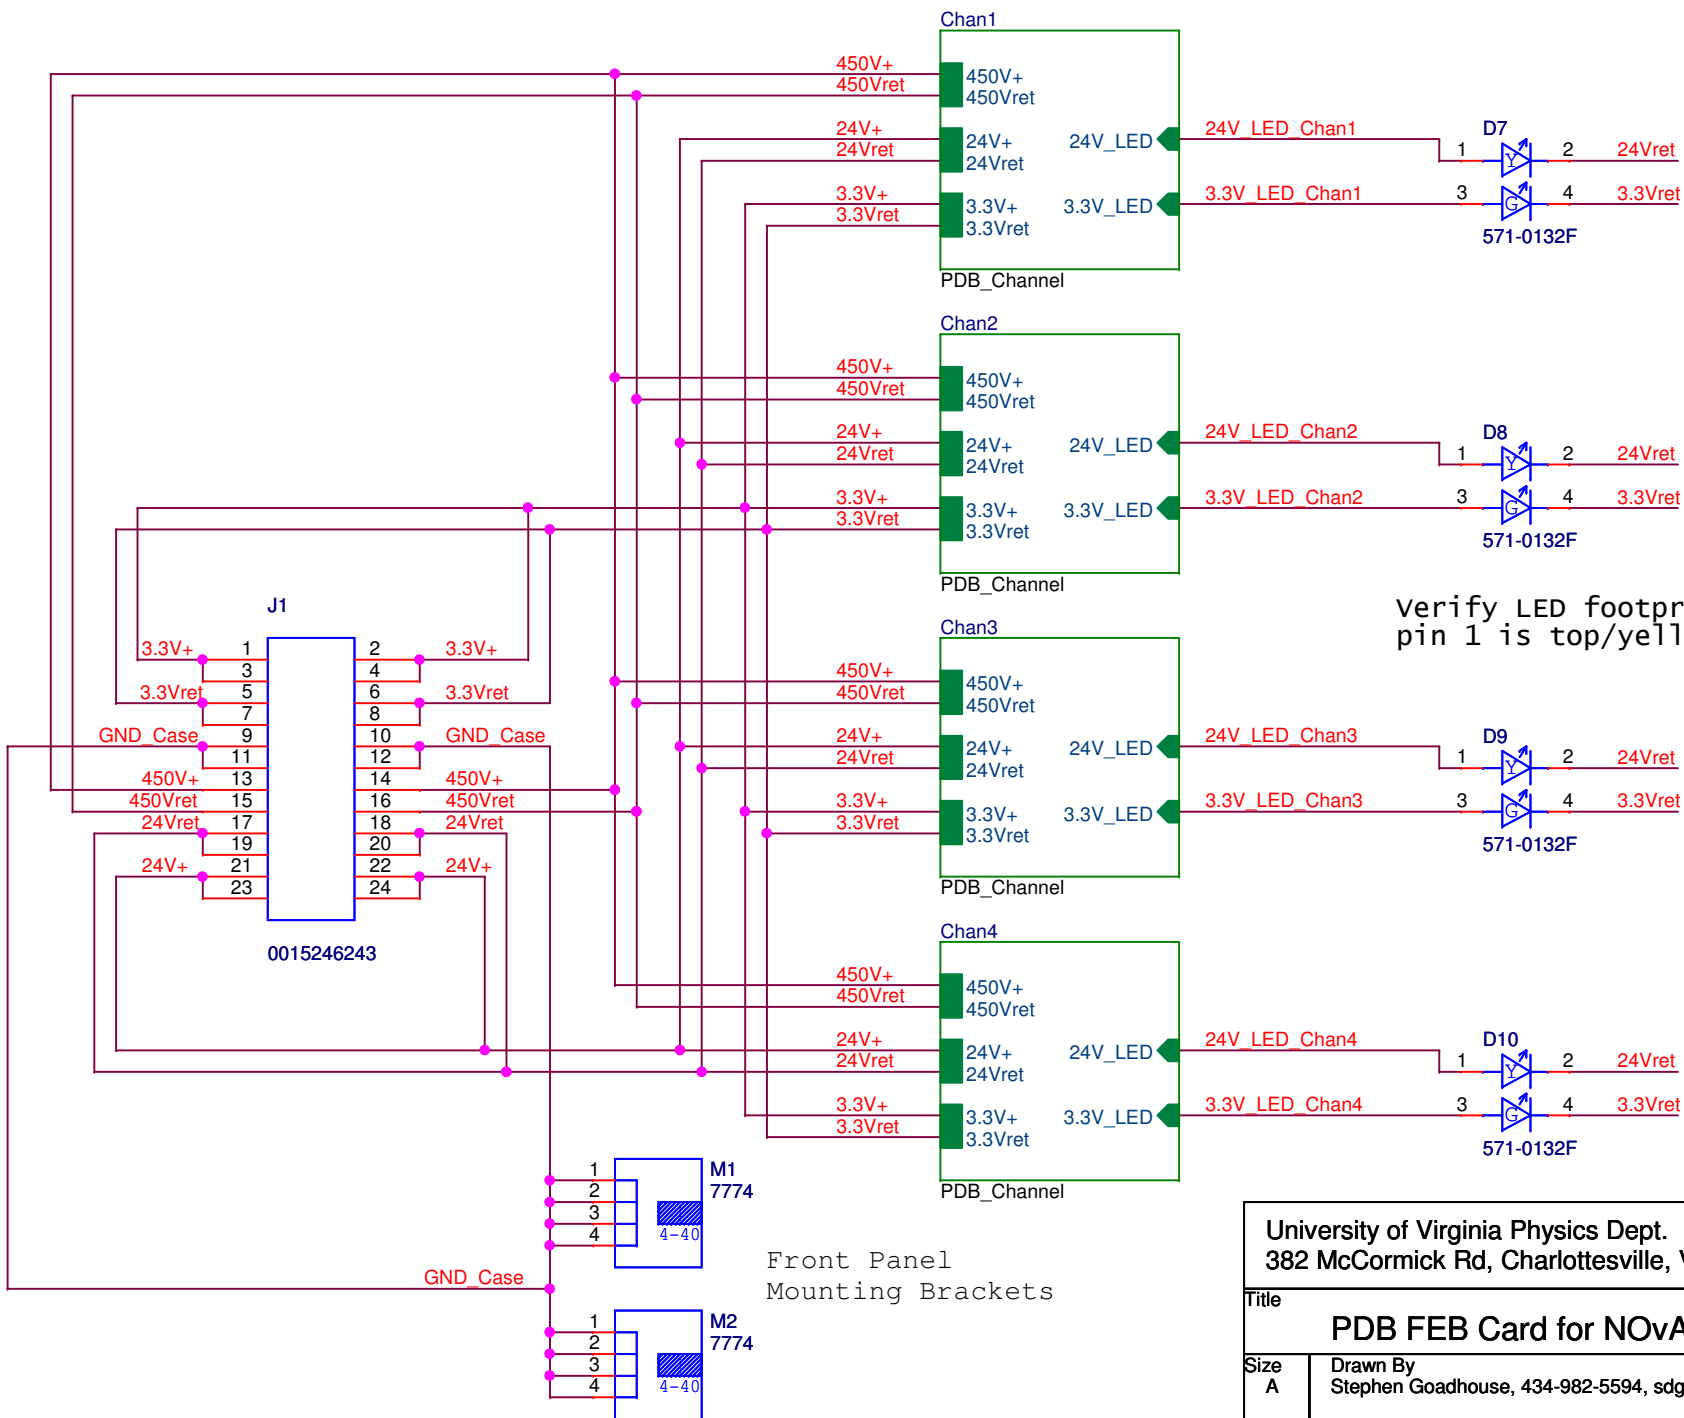 Chan1
450V+
450Vret
24V+
24Vret
3.3V+
3.3Vret
450V+
450Vret
24V+
24Vret
3.3V+
3.3Vret
24V_LED
3.3V_LED
PDB_Channel
24V_LED_Chan1
3.3V_LED_Chan1
D7
1
Y
2
24Vret
3
G
4
3.3Vret
571-0132F
Chan2
450V+
450Vret
24V+
24Vret
3.3V+
3.3Vret
450V+
450Vret
24V+
24Vret
3.3V+
3.3Vret
24V_LED
3.3V_LED
PDB_Channel
24V_LED_Chan2
3.3V_LED_Chan2
D8
1
Y
2
24Vret
3
G
4
3.3Vret
571-0132F
Verify LED footpr
pin 1 is top/yell
J1
3.3V+ 1 2 3.3V+
3 4
3.3Vret 5 6 3.3Vret
7 8
GND_Case 9 10 GND_Case
11 12
450V+ 13 14 450V+
450Vret 15 16 450Vret
24Vret 17 18 24Vret
19 20
24V+ 21 22 24V+
23 24
0015246243
Chan3
450V+
450Vret
24V+
24Vret
3.3V+
3.3Vret
450V+
450Vret
24V+
24Vret
3.3V+
3.3Vret
24V_LED
3.3V_LED
PDB_Channel
24V_LED_Chan3
3.3V_LED_Chan3
D9
1
Y
2
24Vret
3
G
4
3.3Vret
571-0132F
Chan4
450V+
450Vret
24V+
24Vret
3.3V+
3.3Vret
450V+
450Vret
24V+
24Vret
3.3V+
3.3Vret
24V_LED
3.3V_LED
PDB_Channel
24V_LED_Chan4
3.3V_LED_Chan4
D10
1
Y
2
24Vret
3
G
4
3.3Vret
571-0132F
1
2
3
4
M1
7774
4-40
Front Panel
Mounting Brackets
GND_Case
1
2
3
4
M2
7774
4-40
University of Virginia Physics Dept.
382 McCormick Rd, Charlottesville,
Title
PDB FEB Card for NOvA
Size
A
Drawn By
Stephen Goadhouse, 434-982-5594, sdg